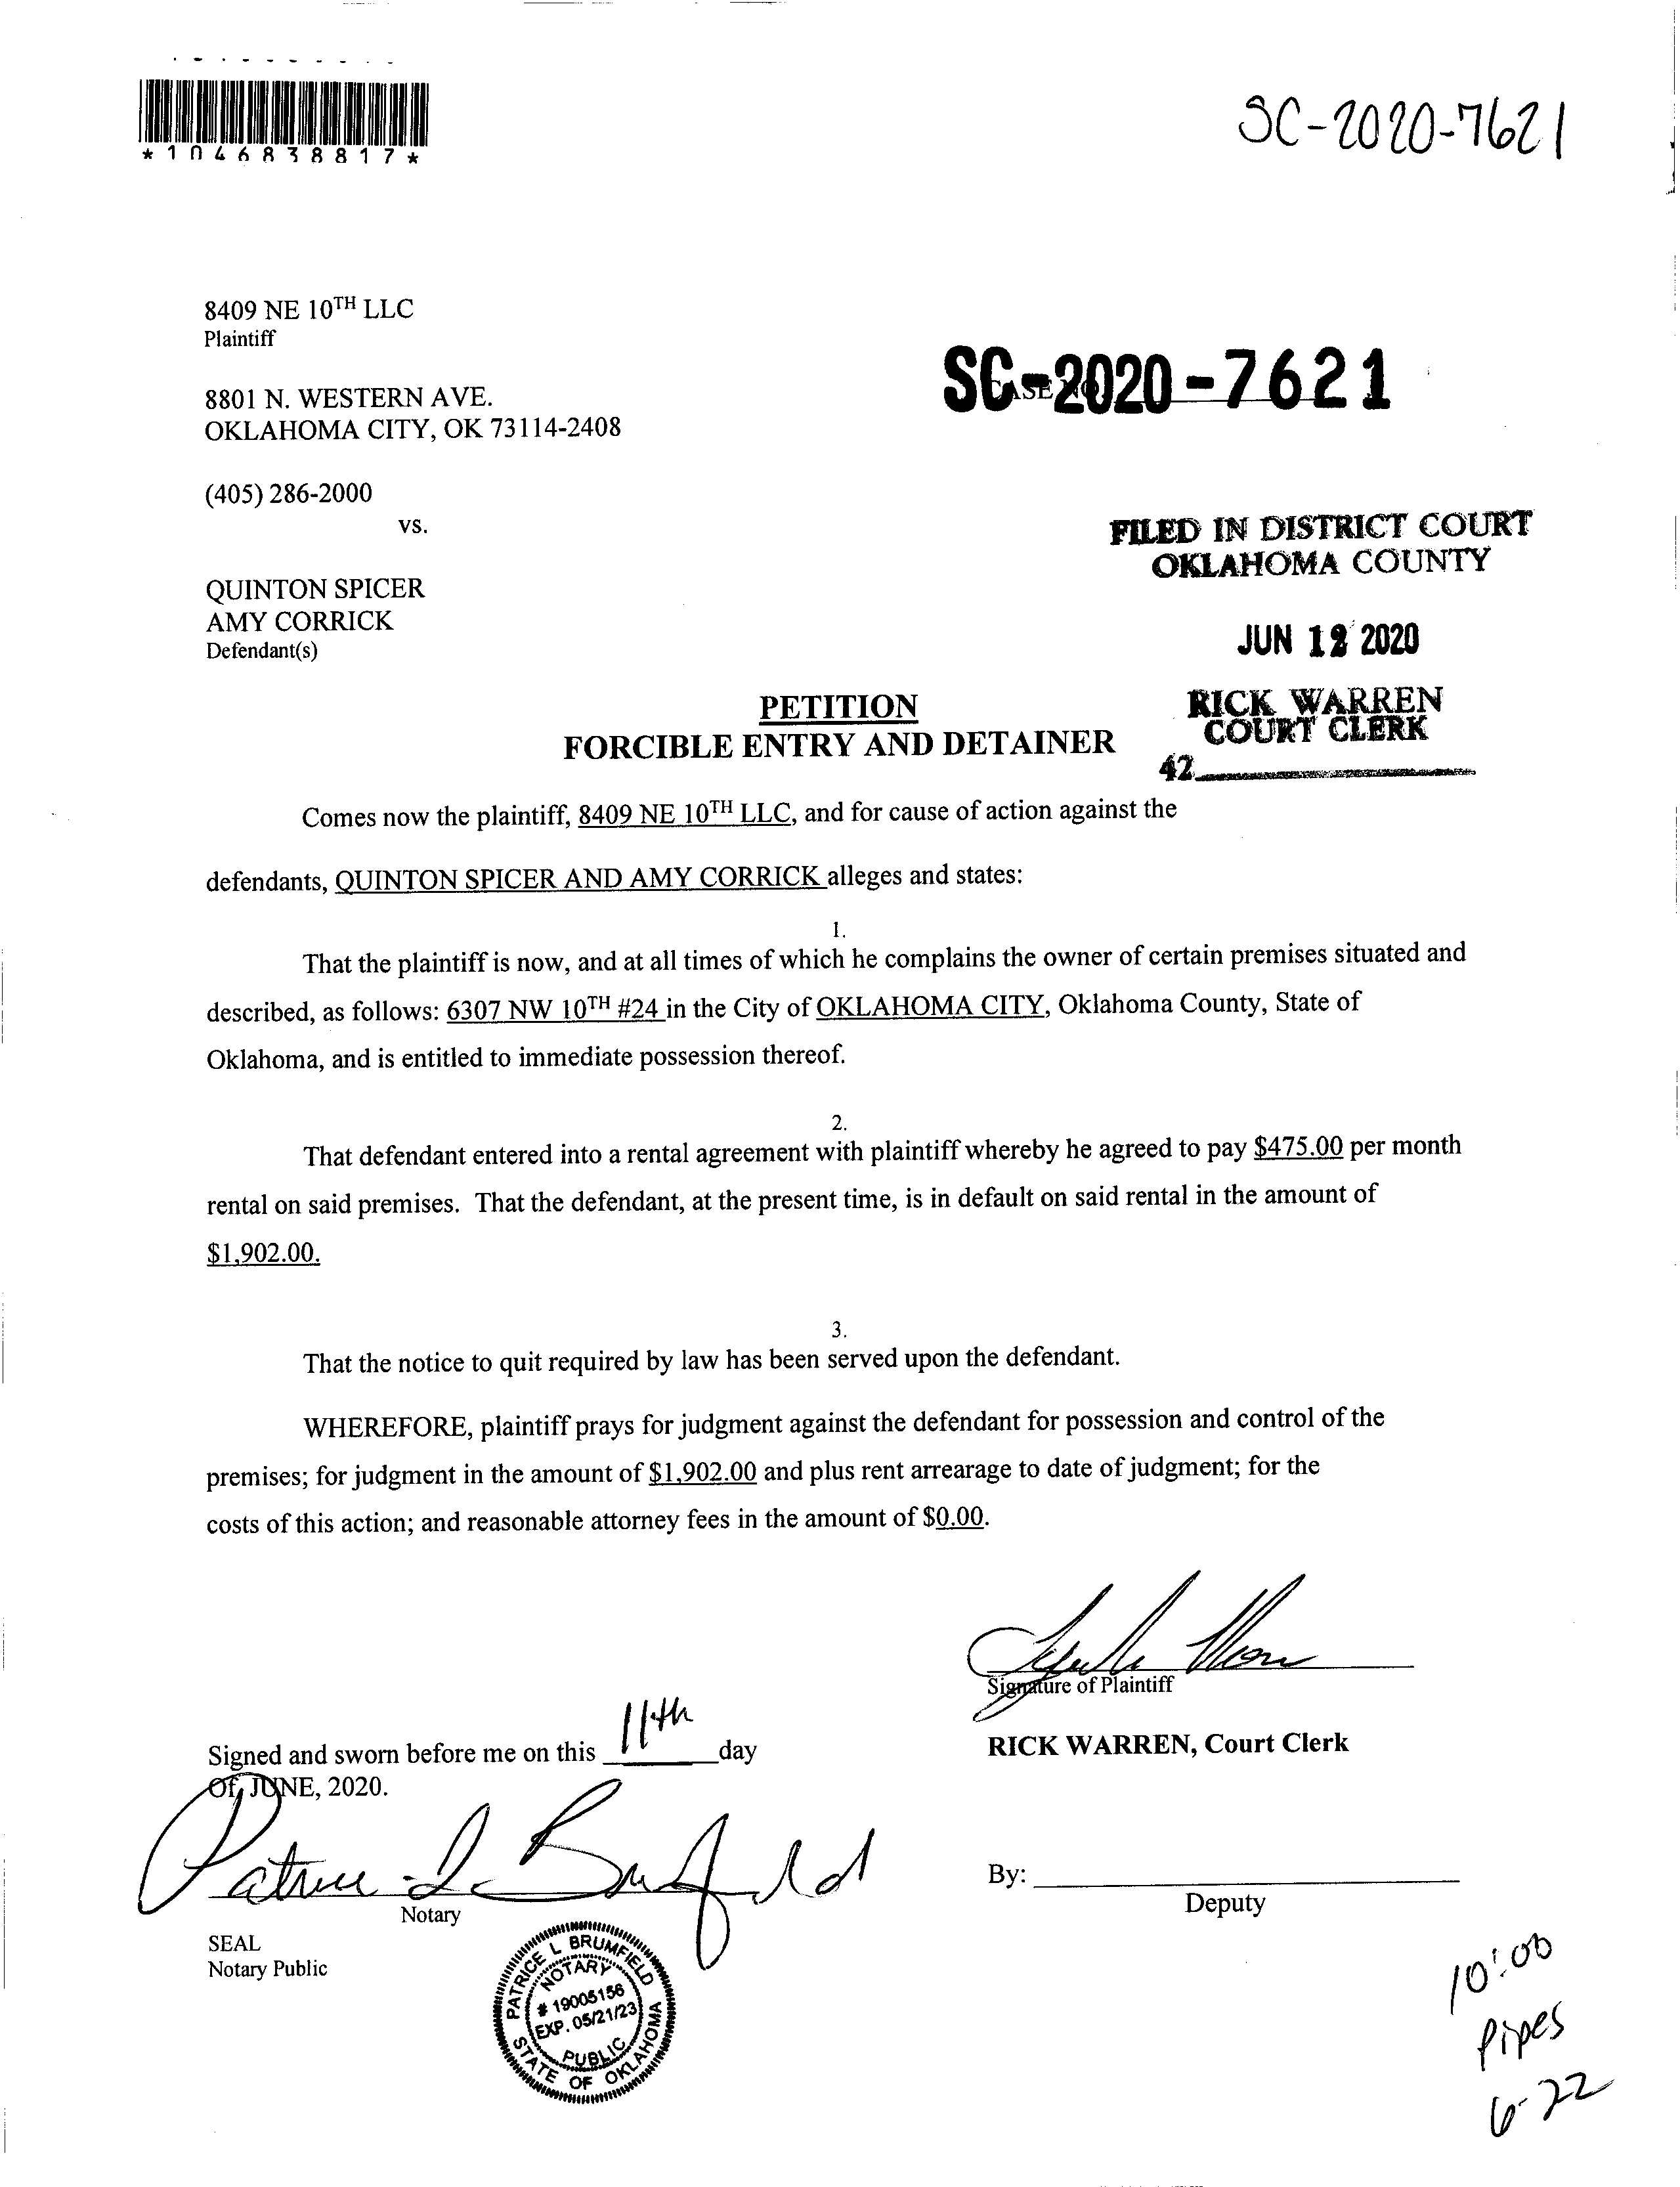 *1046838817*
SC-2020-7621
8409 NE 10TH LLC
Plaintiff
8801 N. WESTERN AVE.
OKLAHOMA CITY, OK 73114-2408
SC-2020-7621
(405) 286-2000
vs.
FILED IN DISTRICT COURT
OKLAHOMA COUNTY
QUINTON SPICER
AMY CORRICK
Defendant(s)
JUN 12 2020
RICK WARREN
COURT CLERK
42
PETITION
FORCIBLE ENTRY AND DETAINER
Comes now the plaintiff, 8409 NE 10TH LLC, and for cause of action against the
defendants, QUINTON SPICER AND AMY CORRICK alleges and states:
1.
That the plaintiff is now, and at all times of which he complains the owner of certain premises situated and
described, as follows: 6307 NW 10TH #24 in the City of OKLAHOMA CITY, Oklahoma County, State of
Oklahoma, and is entitled to immediate possession thereof.
2.
That defendant entered into a rental agreement with plaintiff whereby he agreed to pay $475.00 per month
rental on said premises. That the defendant, at the present time, is in default on said rental in the amount of
$1,902.00.
3.
That the notice to quit required by law has been served upon the defendant.
WHEREFORE, plaintiff prays for judgment against the defendant for possession and control of the
premises; for judgment in the amount of $1,902.00 and plus rent arrearage to date of judgment; for the
costs of this action; and reasonable attorney fees in the amount of $0.00.
Signature of Plaintiff
Signed and sworn before me on this 11th day
Of, JUNE, 2020.
RICK WARREN, Court Clerk
Patrice L Brumfield
Notary
By:
Deputy
SEAL
Notary Public
PATRICE L BRUMFIELD
NOTARY
# 19005156
EXP. 05/21/23
PUBLIC
STATE OF OKLAHOMA
10:00
Pipes
6-22